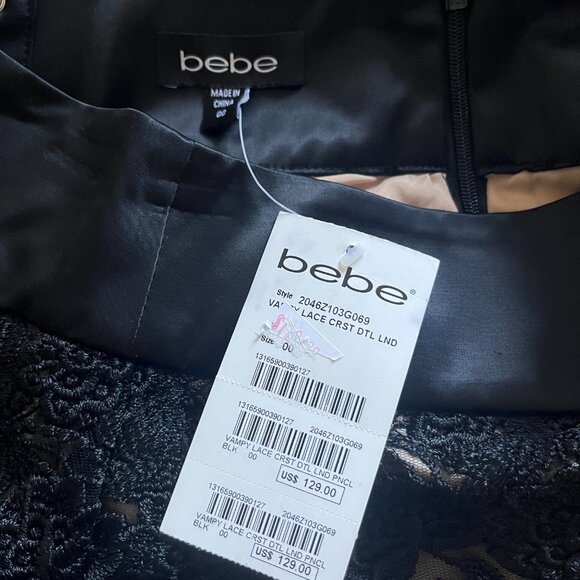 bebe
MADE IN
CHINA
00
bebe®
Style 2046Z103G069
VAMPY LACE CRST DTL LND
Size 00
13165900390127
13165900390127 2046Z103G069
VAMPY LACE CRST DTL LND PNCL
BLK 00
US$ 129.00
13165900390127 2046Z103G069
VAMPY LACE CRST DTL LND PNCL
BLK 00
US$ 129.00